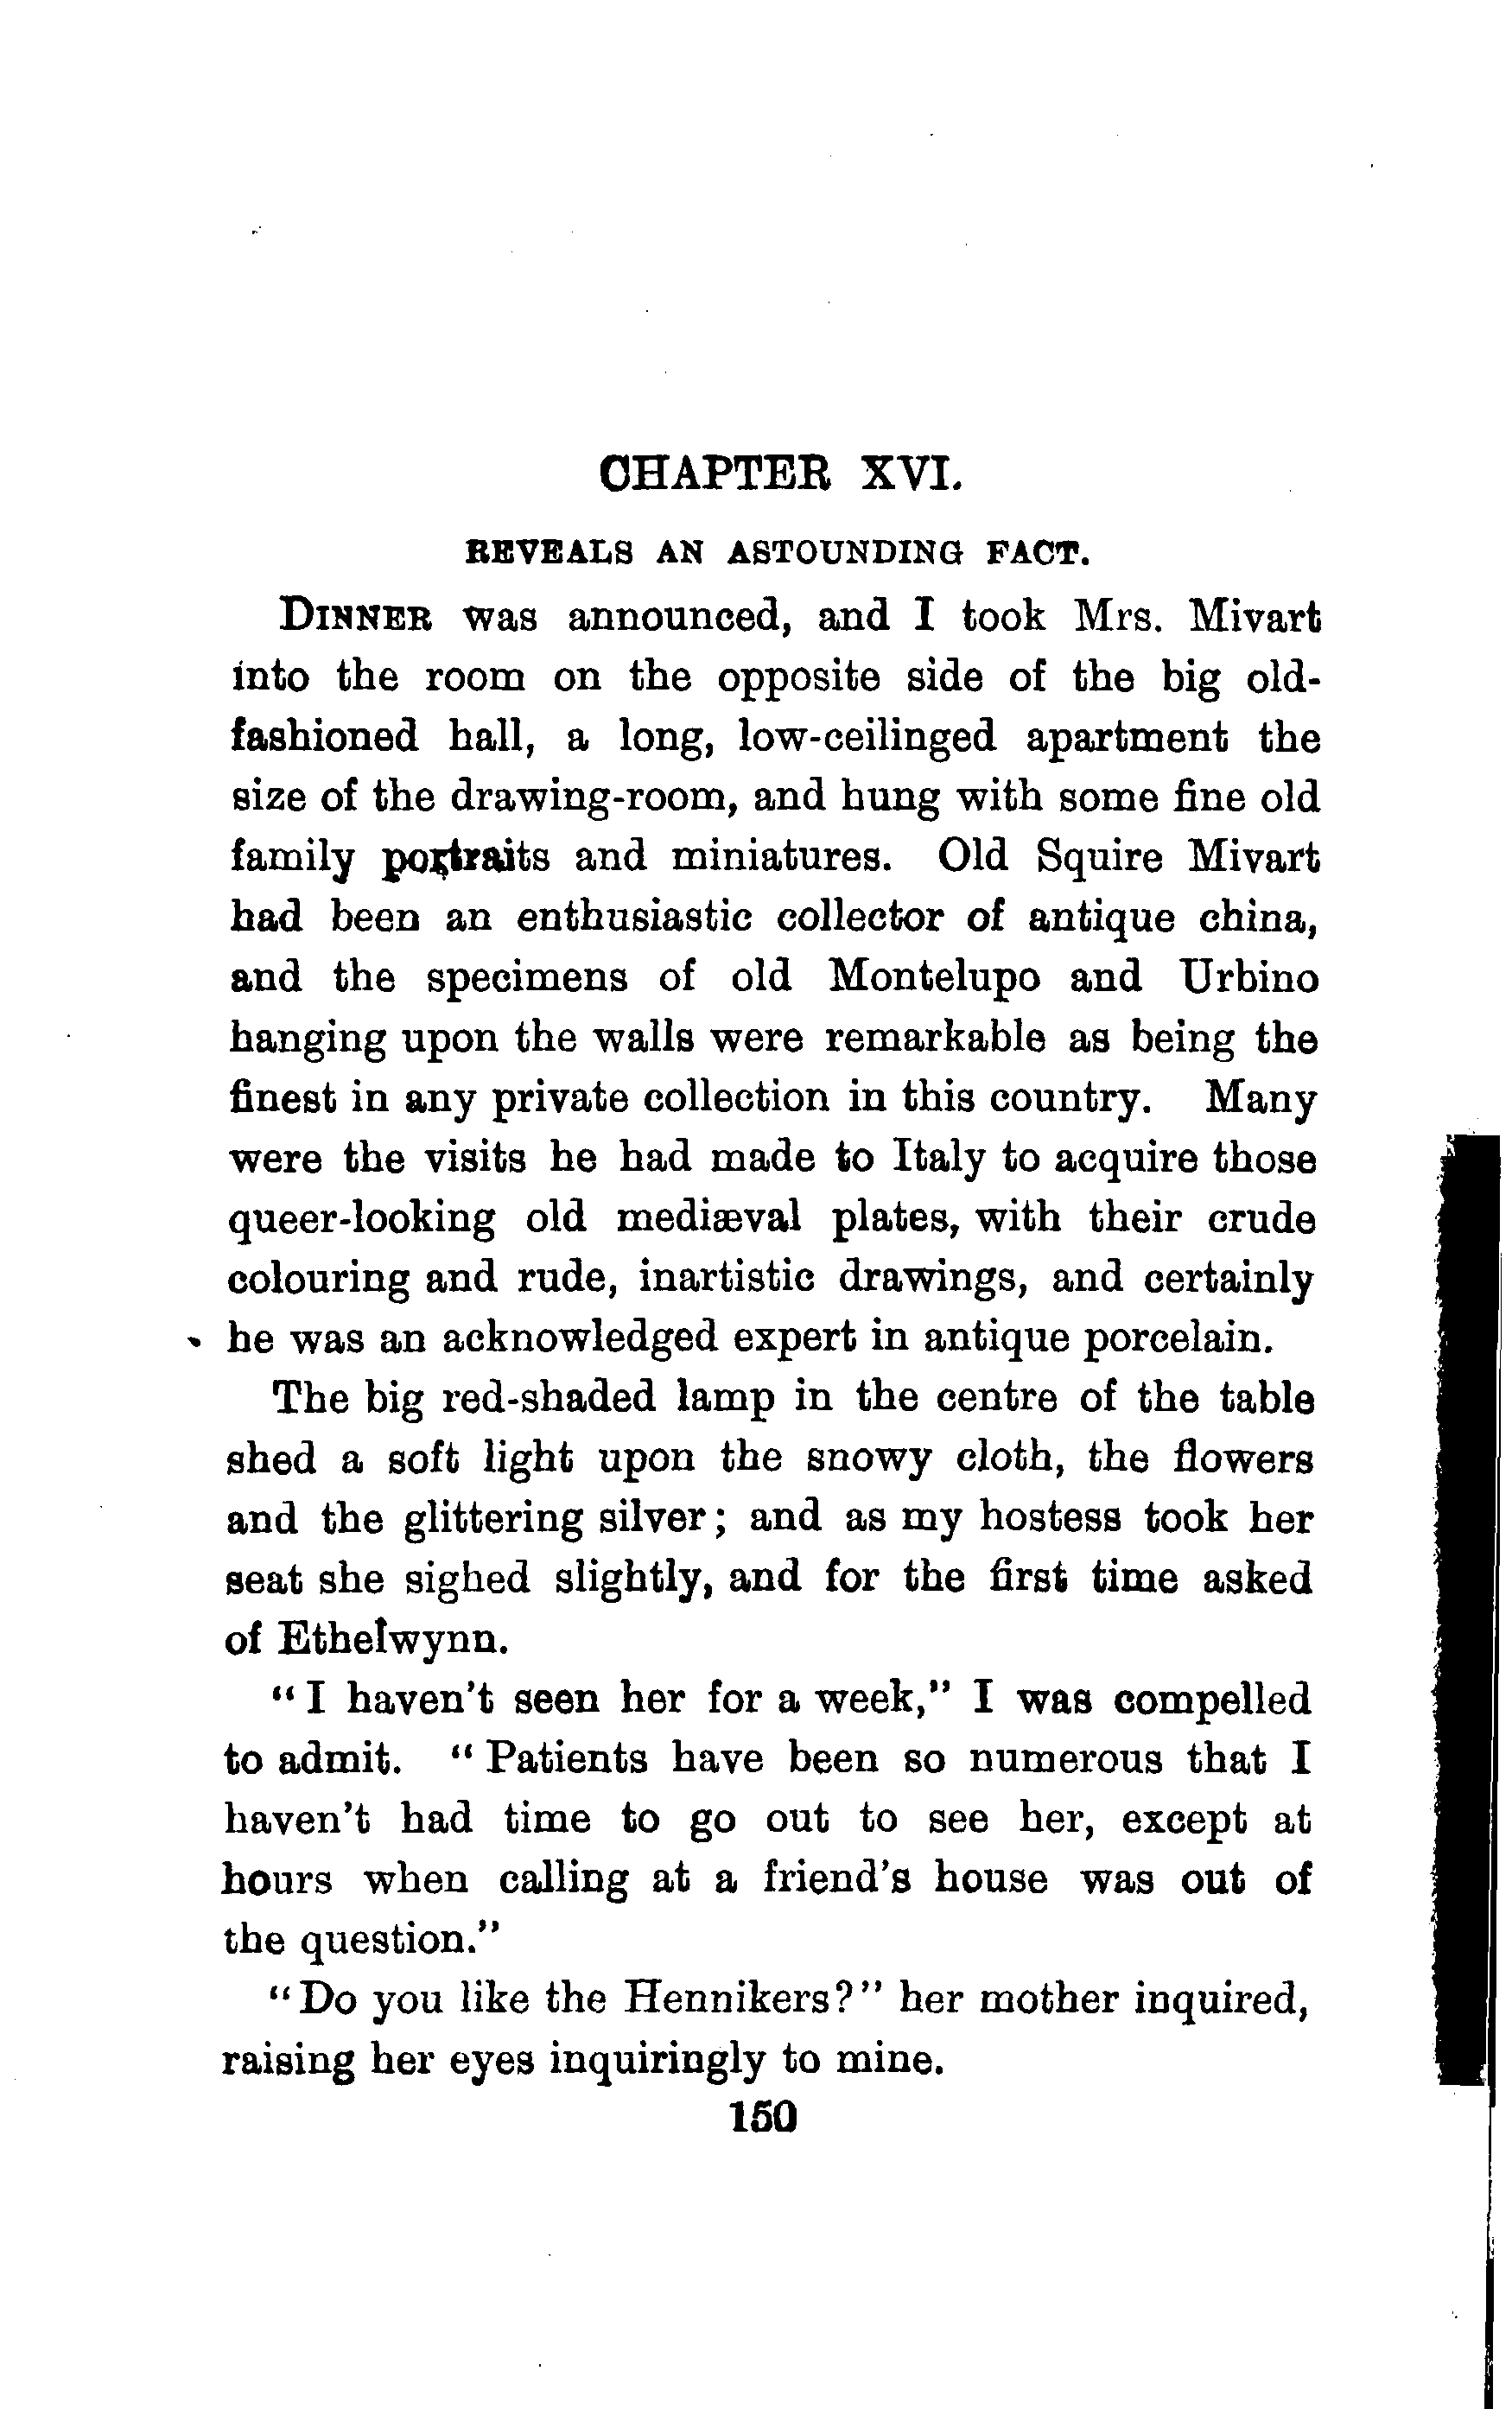 CHAPTER XVI.
REVEALS AN ASTOUNDING FACT.
DINNER was announced, and I took Mrs. Mivart
into the room on the opposite side of the big old-
fashioned hall, a long, low-ceilinged apartment the
size of the drawing-room, and hung with some fine old
family portraits and miniatures. Old Squire Mivart
had been an enthusiastic collector of antique china,
and the specimens of old Montelupo and Urbino
hanging upon the walls were remarkable as being the
finest in any private collection in this country. Many
were the visits he had made to Italy to acquire those
queer-looking old mediæval plates, with their crude
colouring and rude, inartistic drawings, and certainly
he was an acknowledged expert in antique porcelain.
The big red-shaded lamp in the centre of the table
shed a soft light upon the snowy cloth, the flowers
and the glittering silver; and as my hostess took her
seat she sighed slightly, and for the first time asked
of Ethelwynn.
"I haven't seen her for a week," I was compelled
to admit. "Patients have been so numerous that I
haven't had time to go out to see her, except at
hours when calling at a friend's house was out of
the question."
"Do you like the Hennikers?" her mother inquired,
raising her eyes inquiringly to mine.
150